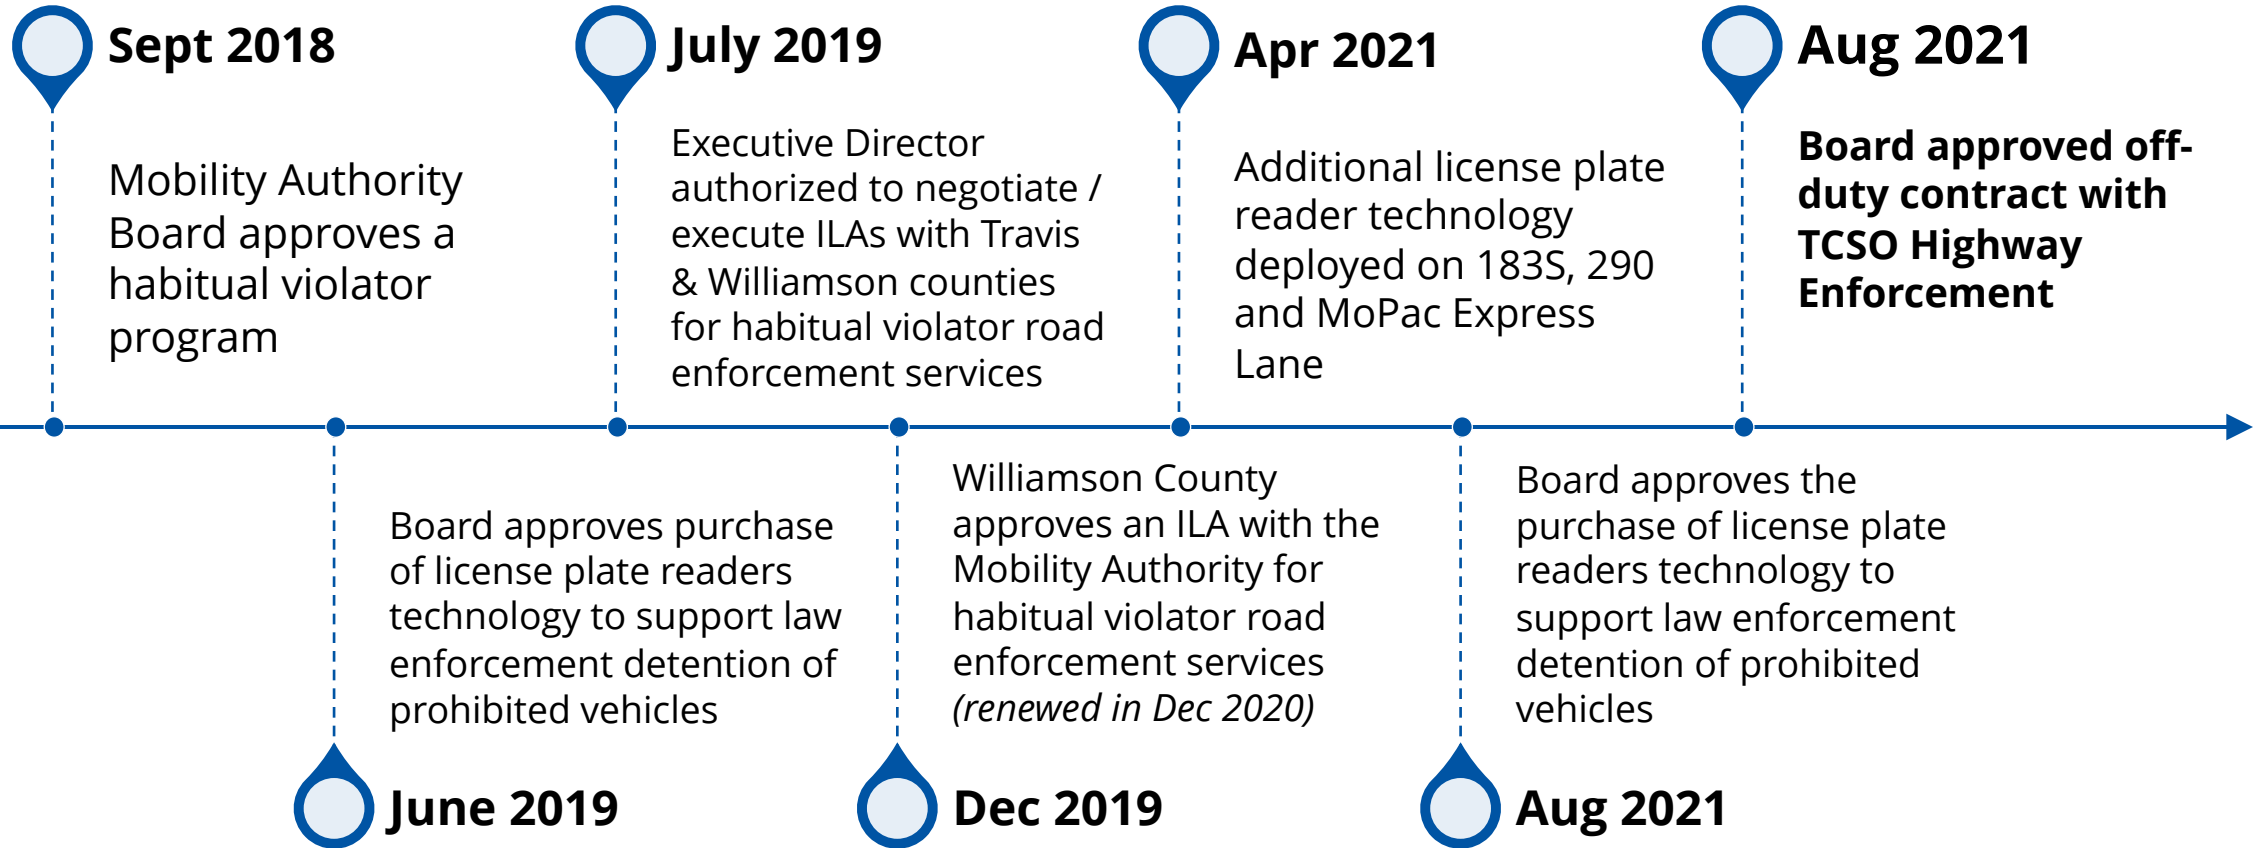 Sept 2018
Mobility Authority
Board approves a
habitual violator
program
June 2019
Board approves purchase
of license plate readers
technology to support law
enforcement detention of
prohibited vehicles
July 2019
Executive Director
authorized to negotiate /
execute ILAs with Travis
& Williamson counties
for habitual violator road
enforcement services
Dec 2019
Williamson County
approves an ILA with the
Mobility Authority for
habitual violator road
enforcement services
(renewed in Dec 2020)
Apr 2021
Additional license plate
reader technology
deployed on 183S, 290
and MoPac Express
Lane
Aug 2021
Board approves the
purchase of license plate
readers technology to
support law enforcement
detention of prohibited
vehicles
Aug 2021
Board approved off-
duty contract with
TCSO Highway
Enforcement